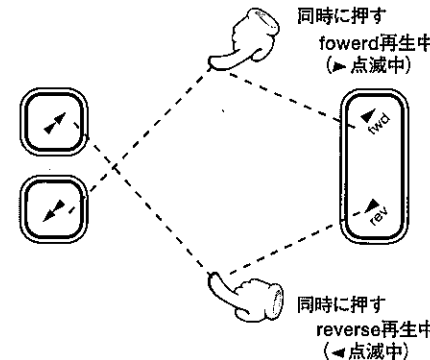 同時に押す
fowerd再生中
(►点滅中)
fwd
rev
同時に押す
reverse再生中
(◄点滅中)